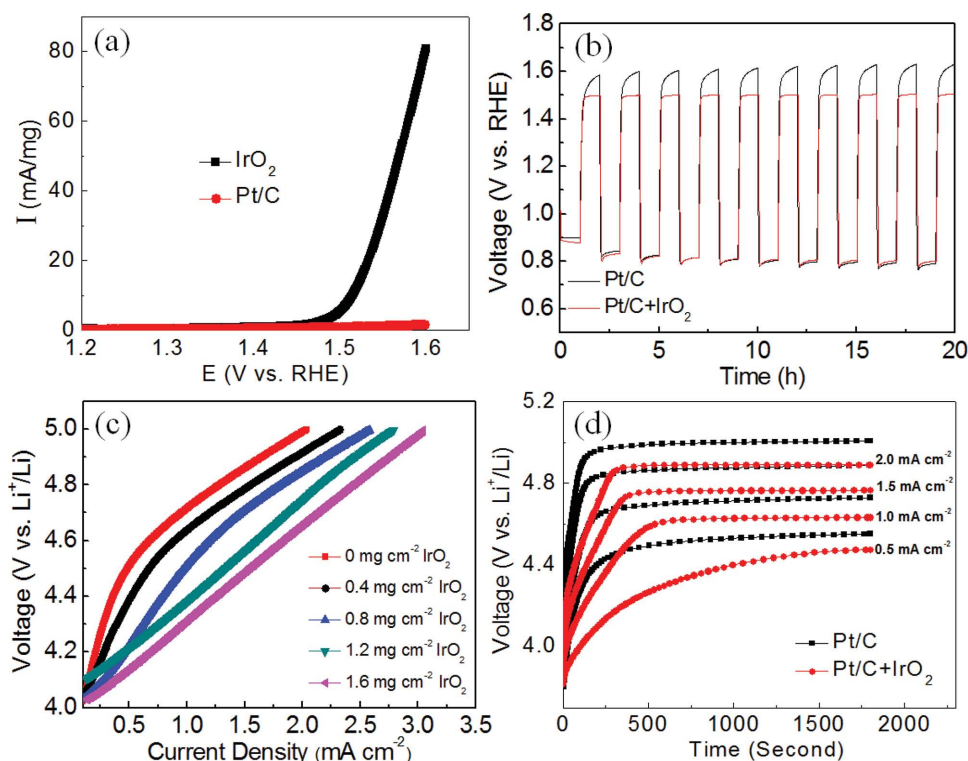 (a)
80
60
40
20
0
I (mA/mg)
IrO2
Pt/C
1.2 1.3 1.4 1.5 1.6
E (V vs. RHE)
(b)
1.8
1.6
1.4
1.2
1.0
0.8
0.6
Voltage (V vs. RHE)
Pt/C
Pt/C+IrO2
0 5 10 15 20
Time (h)
(c)
5.0
4.8
4.6
4.4
4.2
4.0
Voltage (V vs. Li+/Li)
0 mg cm-2 IrO2
0.4 mg cm-2 IrO2
0.8 mg cm-2 IrO2
1.2 mg cm-2 IrO2
1.6 mg cm-2 IrO2
0.5 1.0 1.5 2.0 2.5 3.0 3.5
Current Density (mA cm-2)
(d)
5.2
4.8
4.4
4.0
Voltage (V vs. Li+/Li)
2.0 mA cm-2
1.5 mA cm-2
1.0 mA cm-2
0.5 mA cm-2
Pt/C
Pt/C+IrO2
0 500 1000 1500 2000
Time (Second)